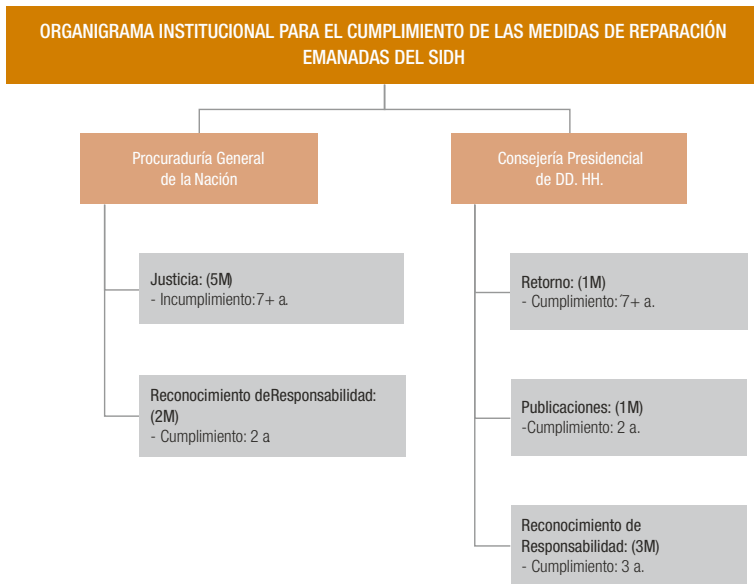 ORGANIGRAMA INSTITUCIONAL PARA EL CUMPLIMIENTO DE LAS MEDIDAS DE REPARACIÓN
EMANADAS DEL SIDH
Procuraduría General
de la Nación
Justicia: (5M)
- Incumplimiento: 7+ a.
Reconocimiento de Responsabilidad:
(2M)
- Cumplimiento: 2 a
Consejería Presidencial
de DD. HH.
Retorno: (1M)
- Cumplimiento: 7+ a.
Publicaciones: (1M)
-Cumplimiento: 2 a.
Reconocimiento de
Responsabilidad: (3M)
- Cumplimiento: 3 a.